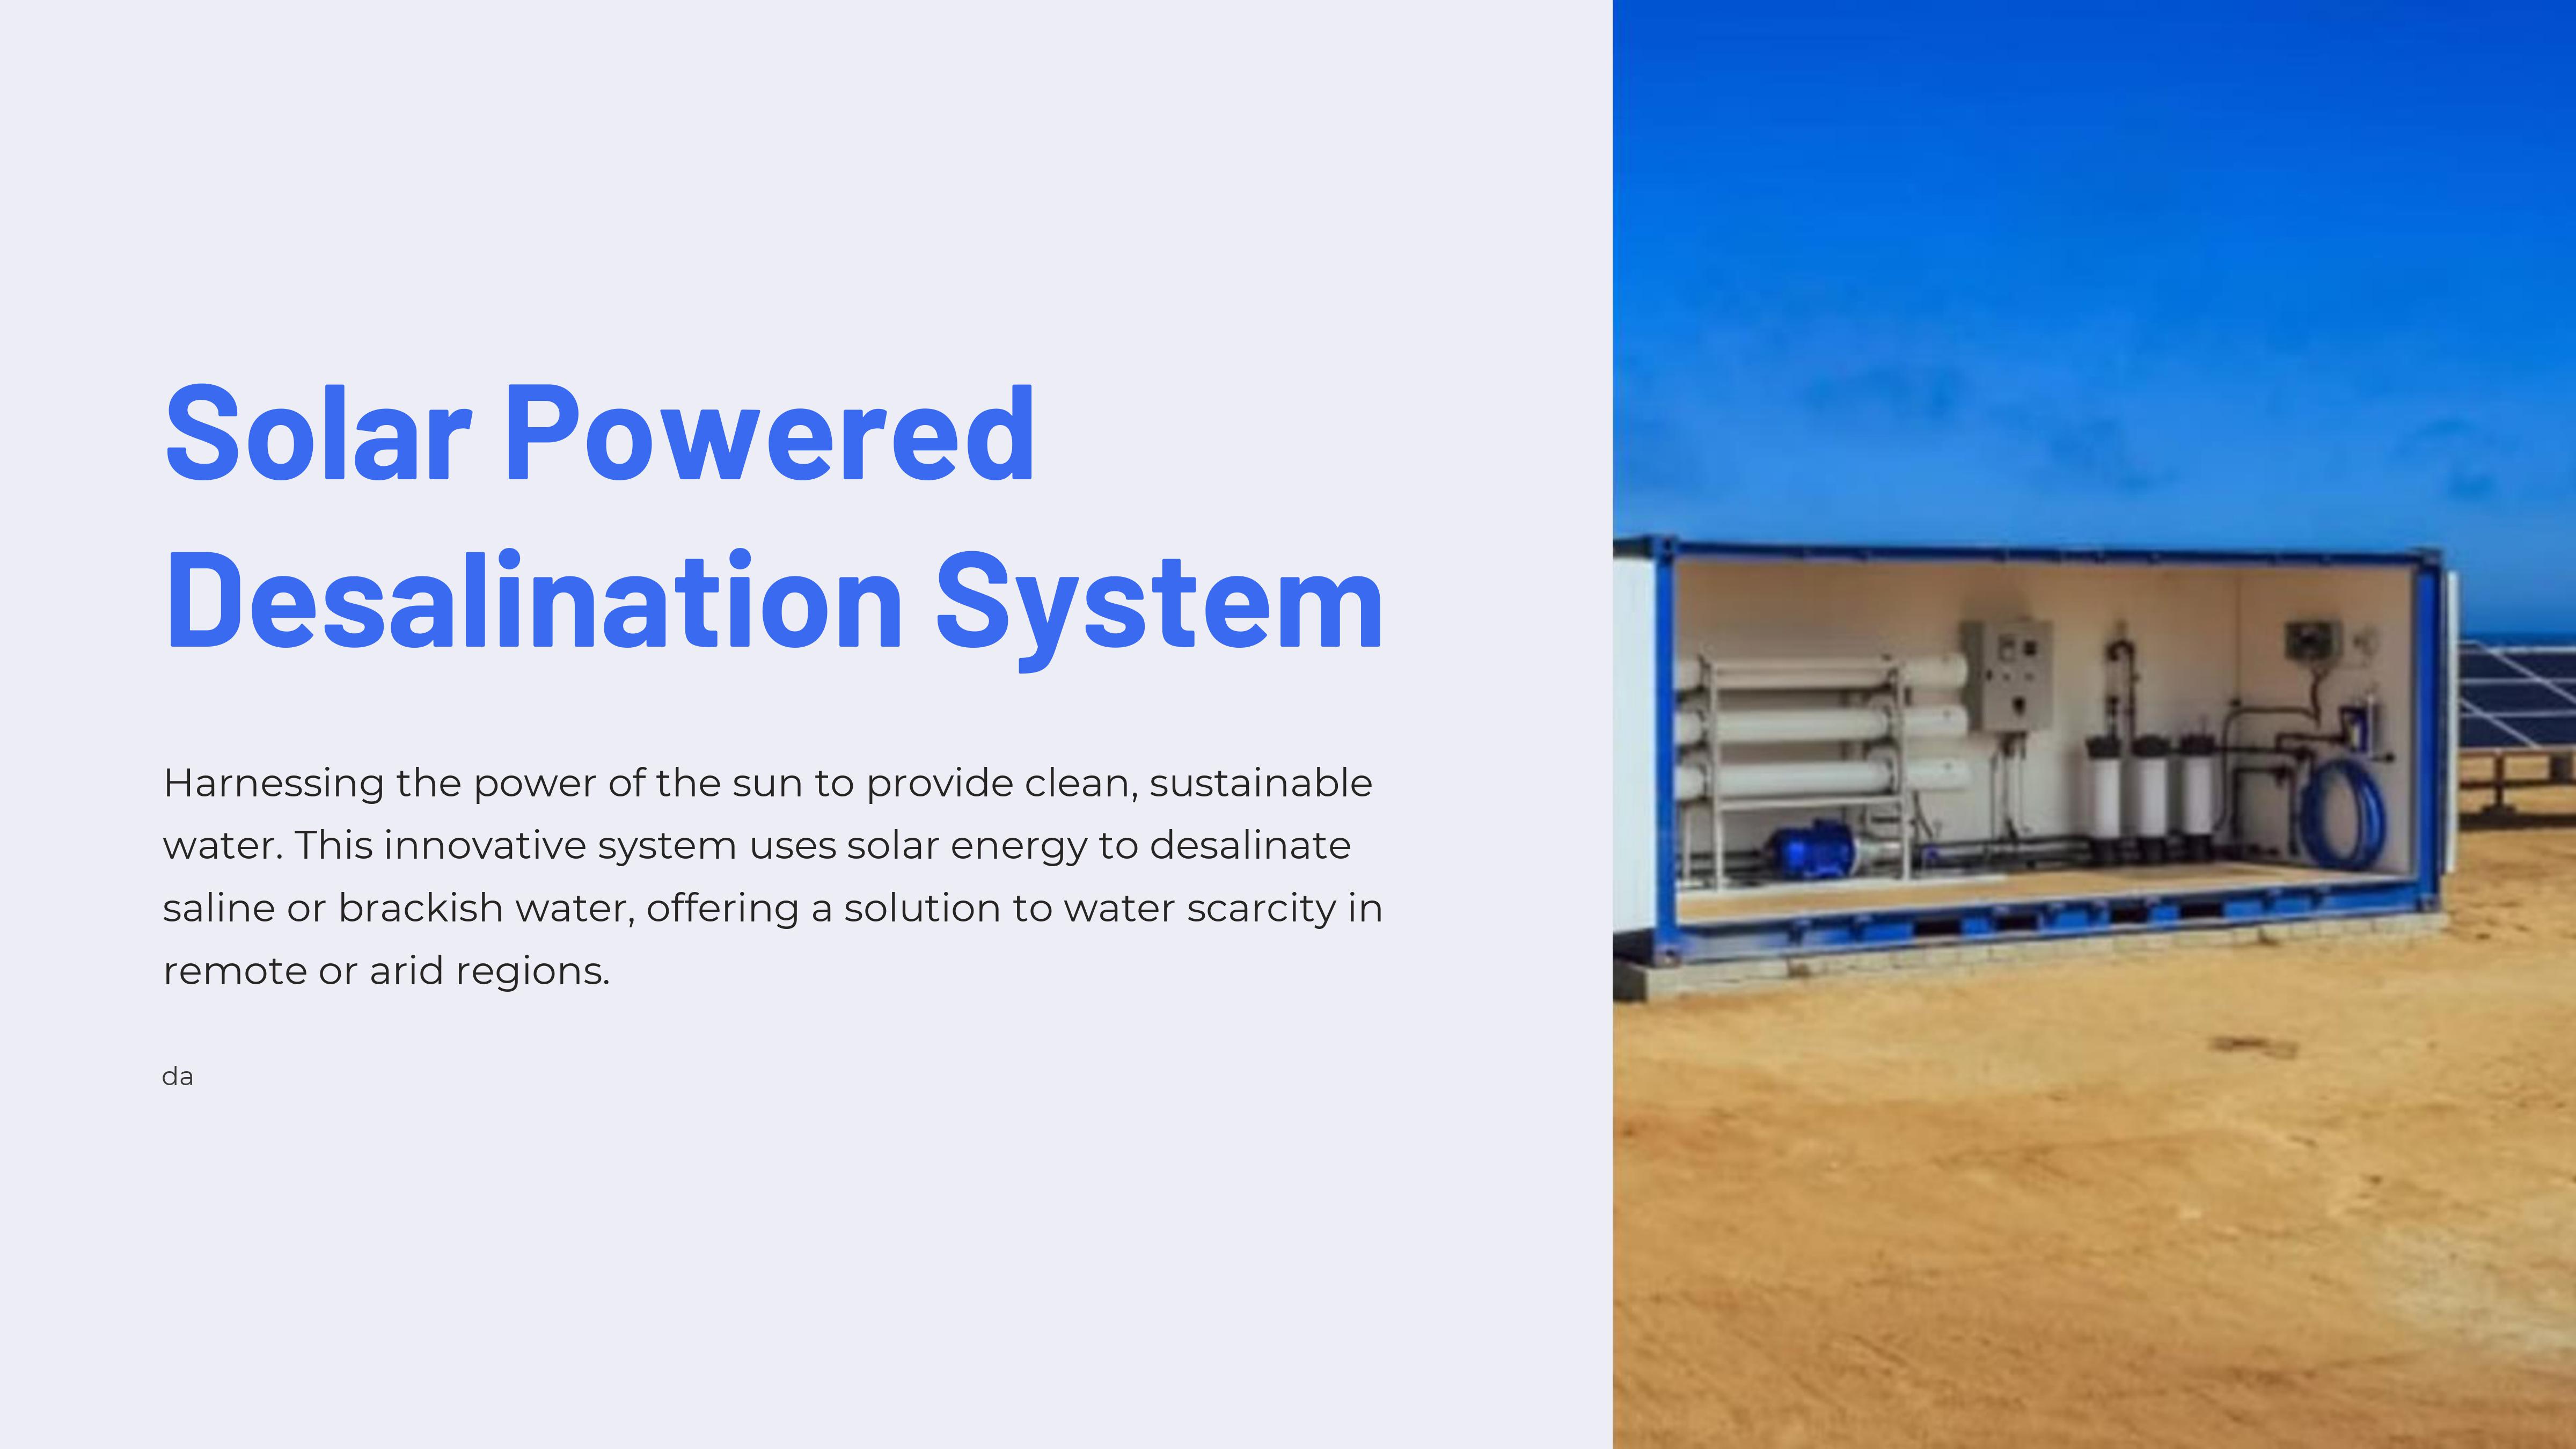 Solar Powered
Desalination System
Harnessing the power of the sun to provide clean, sustainable
water. This innovative system uses solar energy to desalinate
saline or brackish water, offering a solution to water scarcity in
remote or arid regions.
da